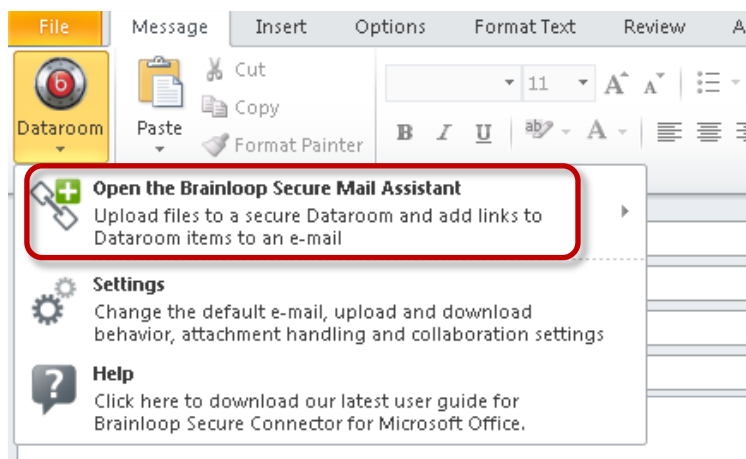 File Message Insert Options Format Text Review A
Cut
Copy
Format Painter
Dataroom
Paste
11 A A
B I U ab A
Open the Brainloop Secure Mail Assistant
Upload files to a secure Dataroom and add links to
Dataroom items to an e-mail
Settings
Change the default e-mail, upload and download
behavior, attachment handling and collaboration settings
Help
Click here to download our latest user guide for
Brainloop Secure Connector for Microsoft Office.